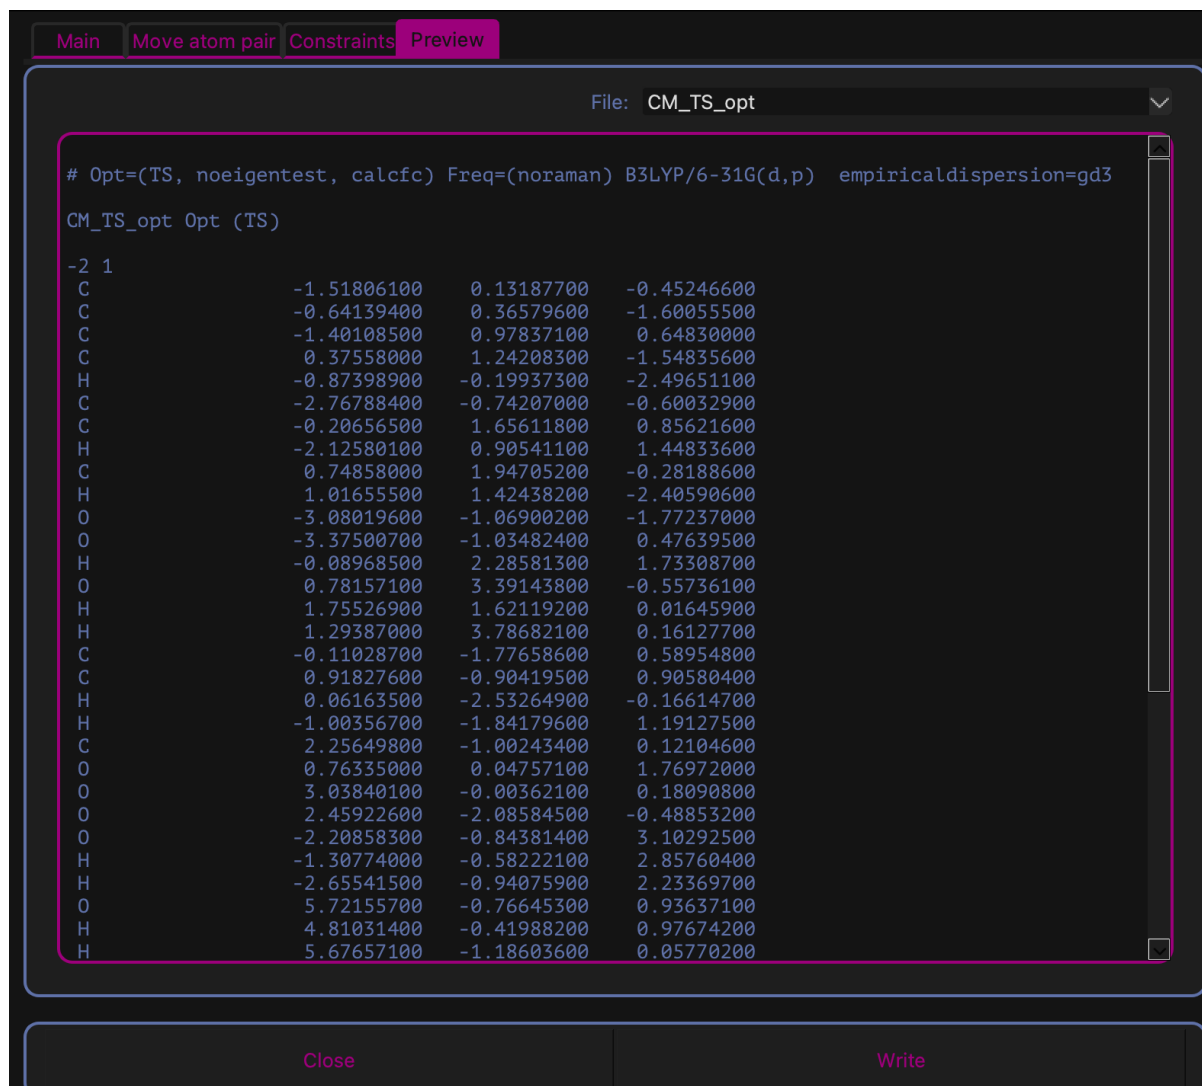 Main Move atom pair Constraints Preview
File: CM_TS_opt
# Opt=(TS, noeigentest, calcfc) Freq=(noraman) B3LYP/6-31G(d,p)  empiricaldispersion=gd3
CM_TS_opt Opt (TS)
-2 1
C -1.51806100 0.13187700 -0.45246600
C -0.64139400 0.36579600 -1.60055500
C -1.40108500 0.97837100 0.64830000
C 0.37558000 1.24208300 -1.54835600
H -0.87398900 -0.19937300 -2.49651100
C -2.76788400 -0.74207000 -0.60032900
C -0.20656500 1.65611800 0.85621600
H -2.12580100 0.90541100 1.44833600
C 0.74858000 1.94705200 -0.28188600
H 1.01655500 1.42438200 -2.40590600
O -3.08019600 -1.06900200 -1.77237000
O -3.37500700 -1.03482400 0.47639500
H -0.08968500 2.28581300 1.73308700
O 0.78157100 3.39143800 -0.55736100
H 1.75526900 1.62119200 0.01645900
H 1.29387000 3.78682100 0.16127700
C -0.11028700 -1.77658600 0.58954800
C 0.91827600 -0.90419500 0.90580400
H 0.06163500 -2.53264900 -0.16614700
H -1.00356700 -1.84179600 1.19127500
C 2.25649800 -1.00243400 0.12104600
O 0.76335000 0.04757100 1.76972000
O 3.03840100 -0.00362100 0.18090800
O 2.45922600 -2.08584500 -0.48853200
O -2.20858300 -0.84381400 3.10292500
H -1.30774000 -0.58222100 2.85760400
H -2.65541500 -0.94075900 2.23369700
O 5.72155700 -0.76645300 0.93637100
H 4.81031400 -0.41988200 0.97674200
H 5.67657100 -1.18603600 0.05770200
Close Write